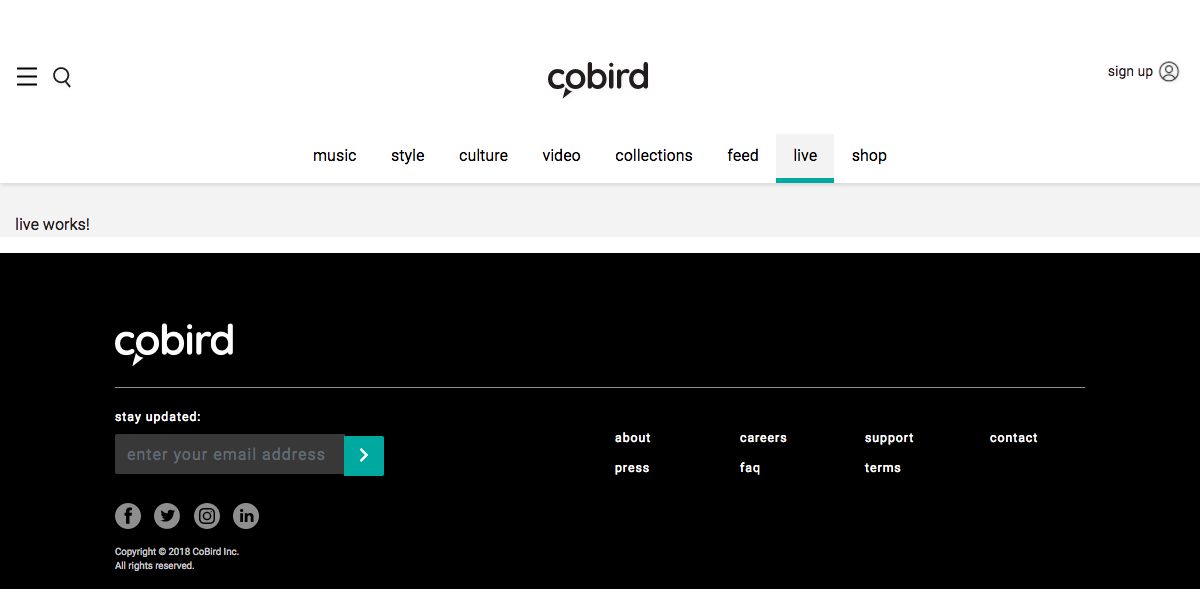 cobird
sign up
music style culture video collections feed live shop
live works!
cobird
stay updated:
enter your email address
about careers support contact
press faq terms
Copyright © 2018 CoBird Inc.
All rights reserved.